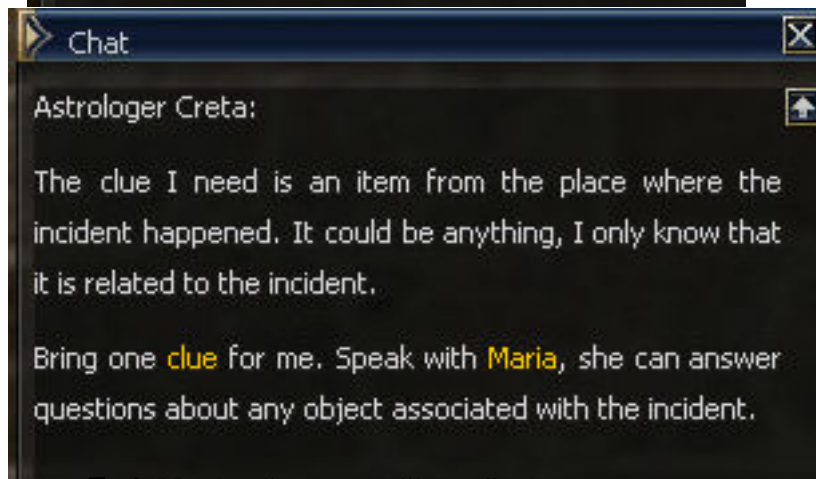 Chat
Astrologer Creta:
The clue I need is an item from the place where the
incident happened. It could be anything, I only know that
it is related to the incident.
Bring one clue for me. Speak with Maria, she can answer
questions about any object associated with the incident.